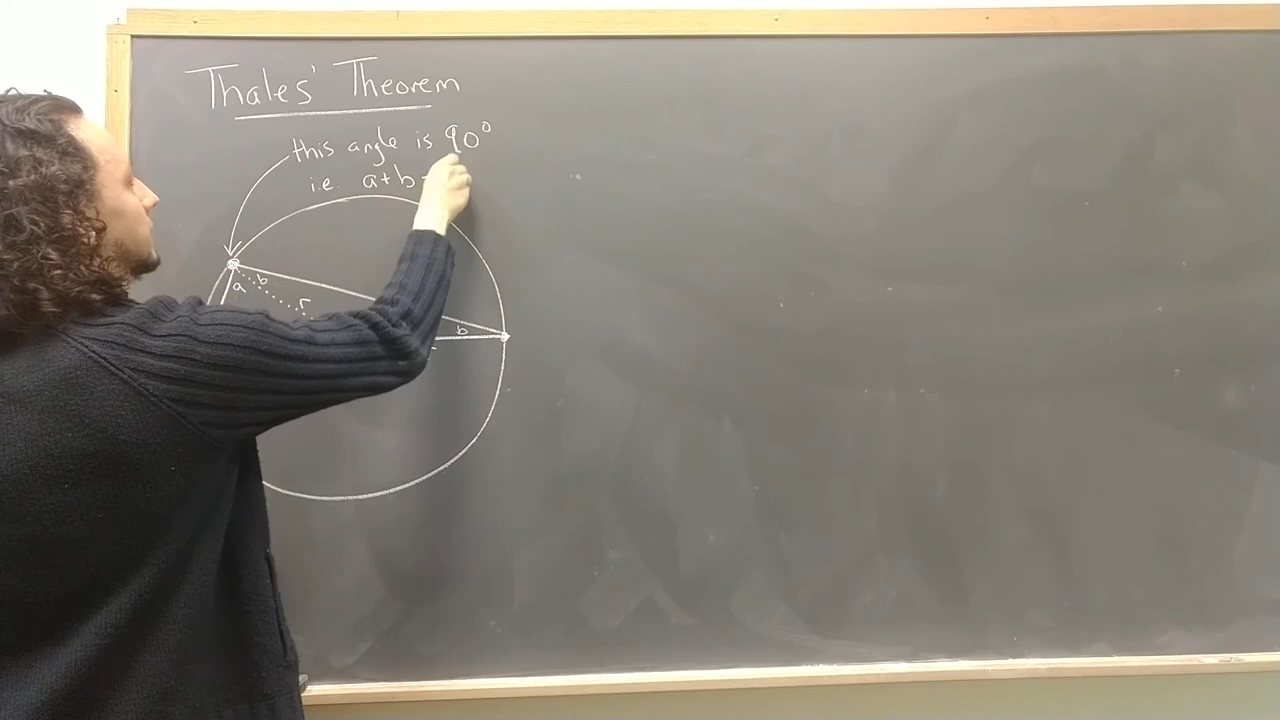 Thales' Theorem
this angle is 90°
i.e. a+b
b
a
r
b